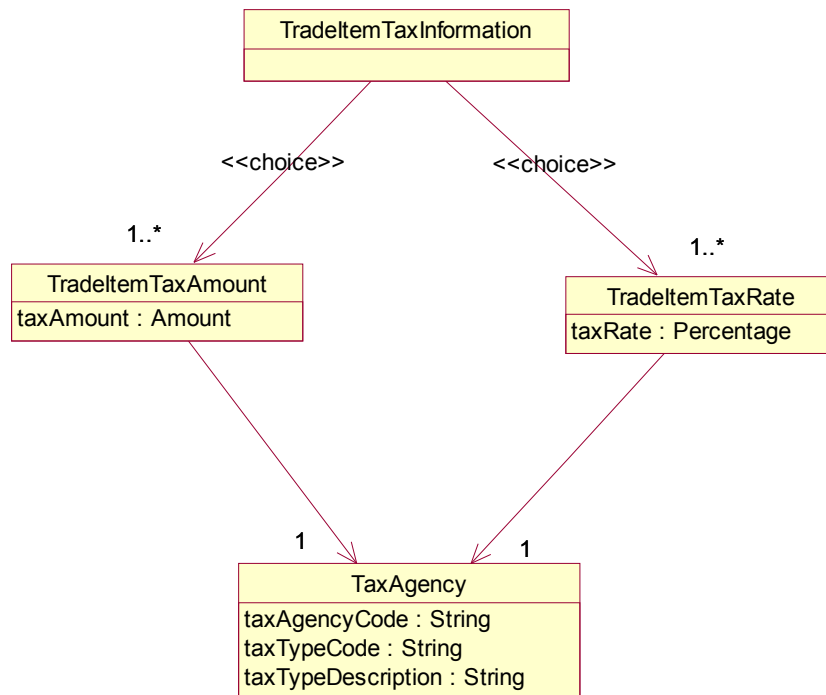 TradeItemTaxInformation
<<choice>>
<<choice>>
1..*
1..*
TradeItemTaxAmount
taxAmount : Amount
TradeItemTaxRate
taxRate : Percentage
1
1
TaxAgency
taxAgencyCode : String
taxTypeCode : String
taxTypeDescription : String